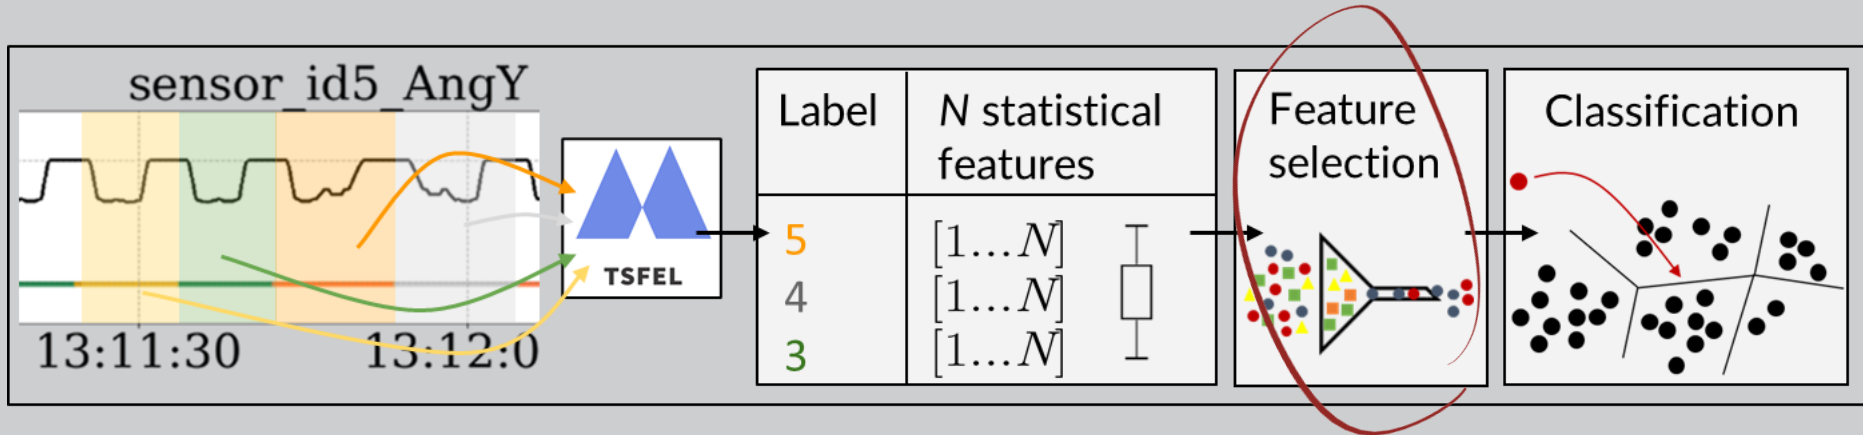 sensor_id5_AngY
13:11:30
13:12:0
TSFEL
Label
N statistical
features
5
[1...N]
4
[1...N]
3
[1...N]
Feature
selection
Classification